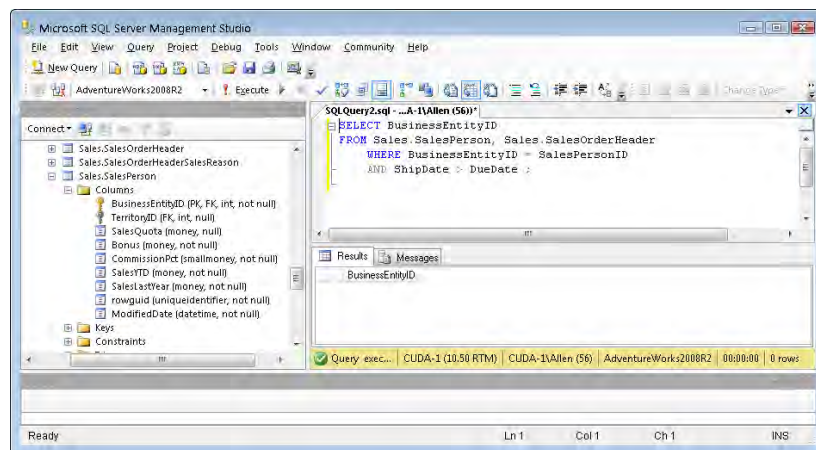 Microsoft SQL Server Management Studio
File Edit View Query Project Debug Tools Window Community Help
New Query
AdventureWorks2008R2 Execute Change Type
SQLQuery2.sql - ...A-1\Allen (56))*
Connect
SELECT BusinessEntityID
FROM Sales.SalesPerson, Sales.SalesOrderHeader
WHERE BusinessEntityID = SalesPersonID
AND ShipDate > DueDate ;
Sales.SalesOrderHeader
Sales.SalesOrderHeaderSalesReason
Sales.SalesPerson
Columns
BusinessEntityID (PK, FK, int, not null)
TerritoryID (FK, int, null)
SalesQuota (money, null)
Bonus (money, not null)
CommissionPct (smallmoney, not null)
SalesYTD (money, not null)
SalesLastYear (money, not null)
rowguid (uniqueidentifier, not null)
ModifiedDate (datetime, not null)
Keys
Constraints
Results Messages
BusinessEntityID
Query exec... CUDA-1 (10.50 RTM) CUDA-1\Allen (56) AdventureWorks2008R2 00:00:00 0 rows
Ready Ln 1 Col 1 Ch 1 INS